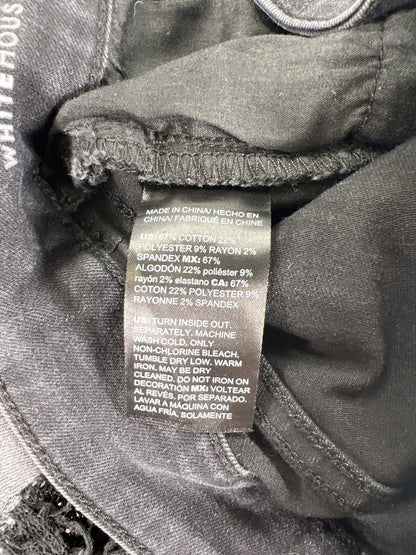 WHITE HOUS
MADE IN CHINA/ HECHO EN
CHINA/ FABRIQUÉ EN CHINE
US: 67% COTTON 22%
POLYESTER 9% RAYON 2%
SPANDEX MX: 67%
ALGODÓN 22% poliéster 9%
rayón 2% elastano CA: 67%
COTON 22% POLYESTER 9%
RAYONNE 2% SPANDEX
US: TURN INSIDE OUT.
SEPARATELY. MACHINE
WASH COLD, ONLY
NON-CHLORINE BLEACH.
TUMBLE DRY LOW. WARM
IRON. MAY BE DRY
CLEANED. DO NOT IRON ON
DECORATION MX: VOLTEAR
AL REVÉS. POR SEPARADO.
LAVAR A MÁQUINA CON
AGUA FRÍA. SOLAMENTE